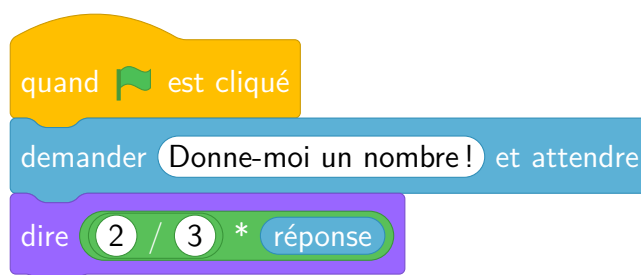 quand est cliqué
demander Donne-moi un nombre ! et attendre
dire 2 / 3 * réponse